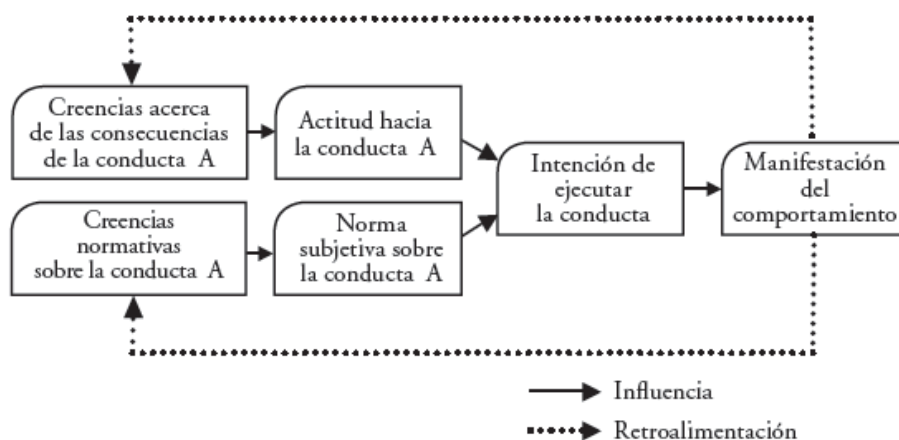 Creencias acerca
de las consecuencias
de la conducta A
Actitud hacia
la conducta A
Intención de
ejecutar
la conducta
Manifestación
del
comportamiento
Creencias
normativas
sobre la conducta A
Norma
subjetiva sobre
la conducta A
Influencia
Retroalimentación